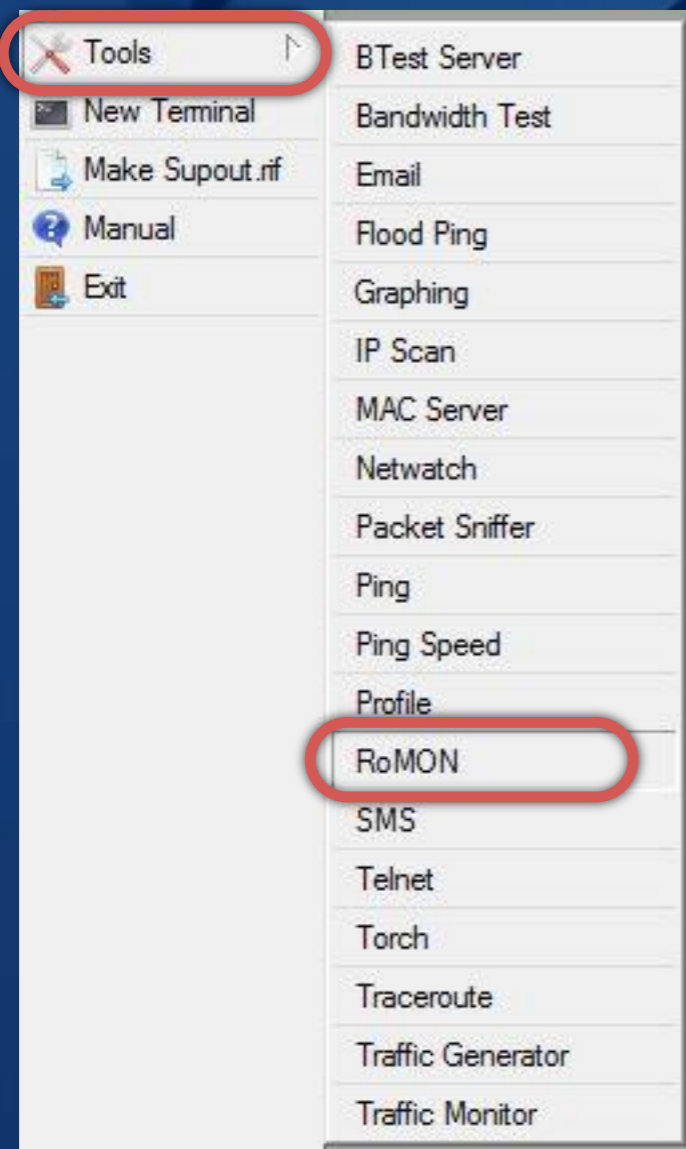 Tools
New Terminal
Make Supout.rif
Manual
Exit
BTest Server
Bandwidth Test
Email
Flood Ping
Graphing
IP Scan
MAC Server
Netwatch
Packet Sniffer
Ping
Ping Speed
Profile
RoMON
SMS
Telnet
Torch
Traceroute
Traffic Generator
Traffic Monitor